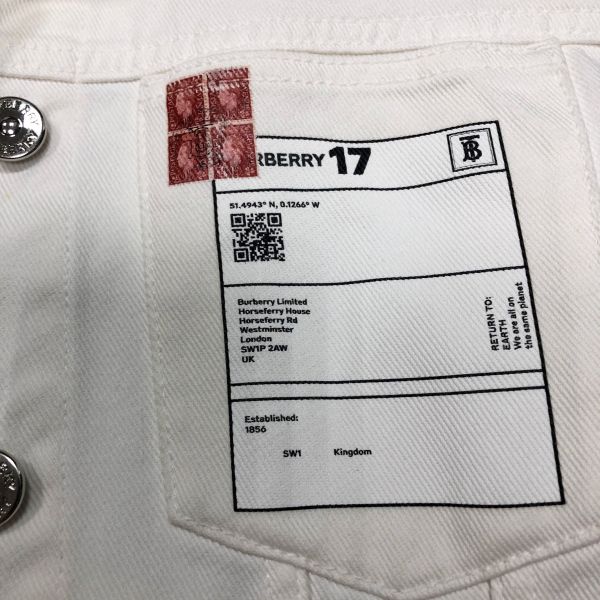 RBERRY 17
TB
51.4943° N, 0.1266° W
Burberry Limited
Horseferry House
Horseferry Rd
Westminster
London
SW1P 2AW
UK
RETURN TO:
EARTH
We are all on
the same planet
Established:
1856
SW1 Kingdom